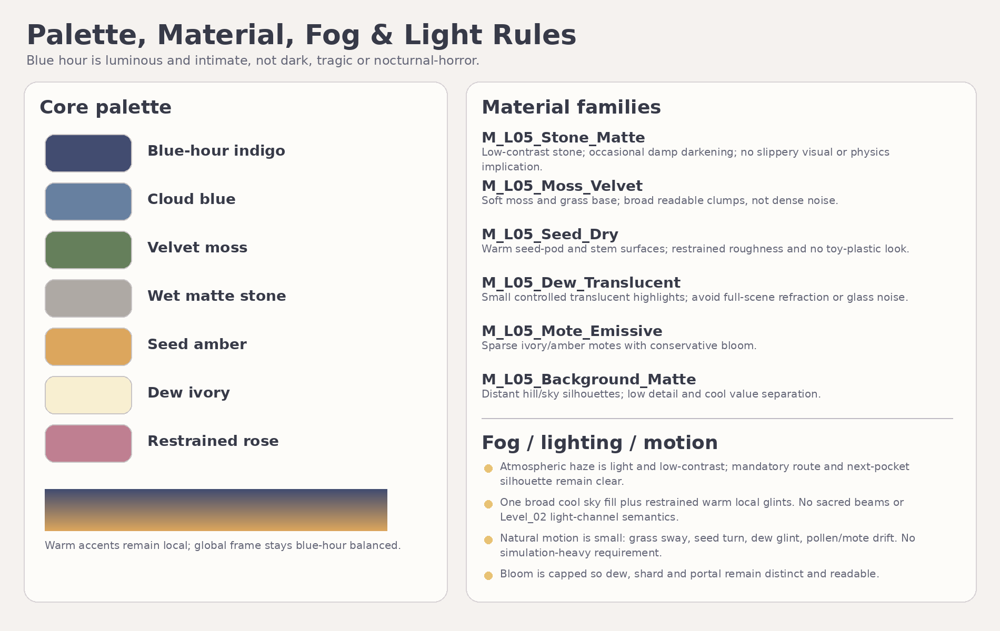 Palette, Material, Fog & Light Rules
Blue hour is luminous and intimate, not dark, tragic or nocturnal-horror.
Core palette
Blue-hour indigo
Cloud blue
Velvet moss
Wet matte stone
Seed amber
Dew ivory
Restrained rose
Warm accents remain local; global frame stays blue-hour balanced.
Material families
M_L05_Stone_Matte
Low-contrast stone; occasional damp darkening; no slippery visual or physics
implication.
M_L05_Moss_Velvet
Soft moss and grass base; broad readable clumps, not dense noise.
M_L05_Seed_Dry
Warm seed-pod and stem surfaces; restrained roughness and no toy-plastic look.
M_L05_Dew_Translucent
Small controlled translucent highlights; avoid full-scene refraction or glass noise.
M_L05_Mote_Emissive
Sparse ivory/amber motes with conservative bloom.
M_L05_Background_Matte
Distant hill/sky silhouettes; low detail and cool value separation.
Fog / lighting / motion
Atmospheric haze is light and low-contrast; mandatory route and next-pocket
silhouette remain clear.
One broad cool sky fill plus restrained warm local glints. No sacred beams or
Level_02 light-channel semantics.
Natural motion is small: grass sway, seed turn, dew glint, pollen/mote drift. No
simulation-heavy requirement.
Bloom is capped so dew, shard and portal remain distinct and readable.